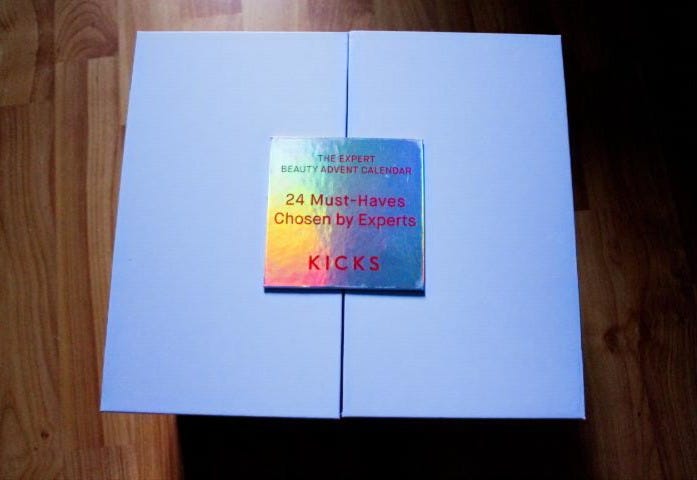 THE EXPERT
BEAUTY ADVENT CALENDAR
24 Must-Haves
Chosen by Experts
KICKS